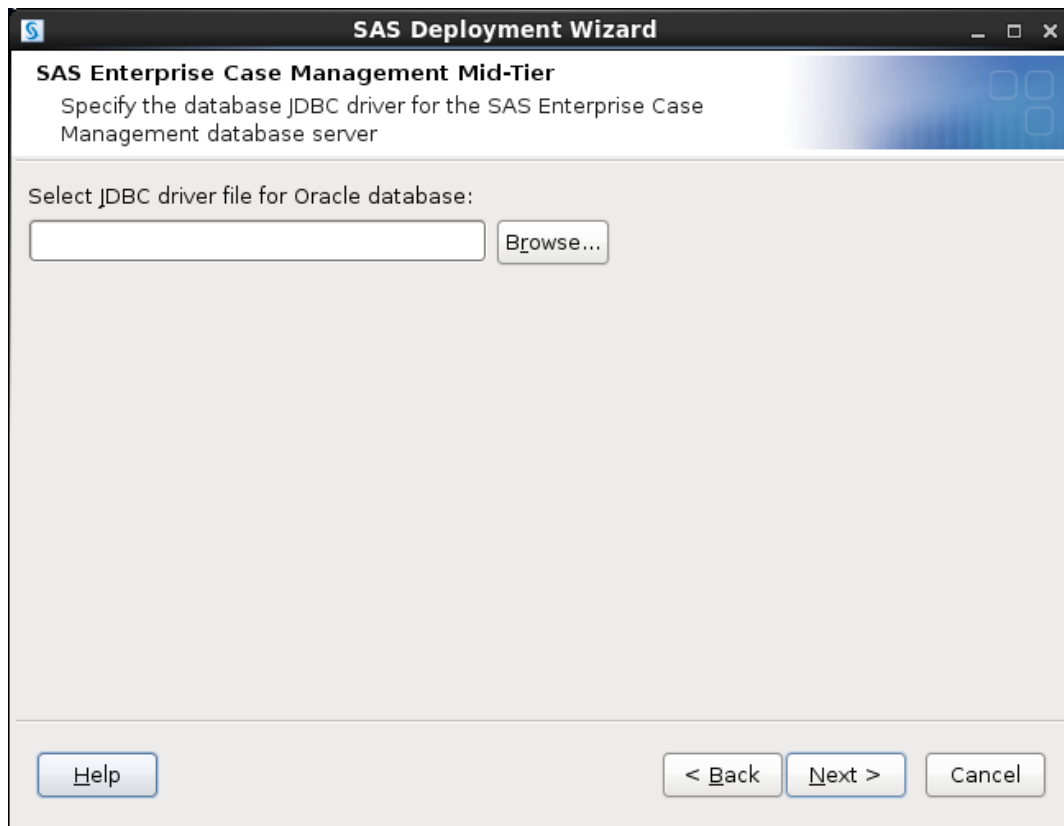 SAS Deployment Wizard
SAS Enterprise Case Management Mid-Tier
Specify the database JDBC driver for the SAS Enterprise Case
Management database server
Select JDBC driver file for Oracle database:
Browse...
Help
< Back
Next >
Cancel